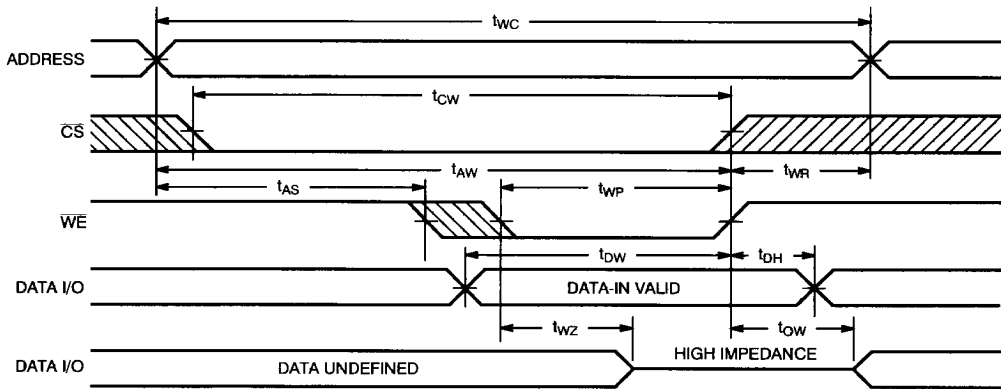 tWC
ADDRESS
tCW
CS
tAW
tWR
tAS
tWP
WE
tDW
tDH
DATA I/O
DATA-IN VALID
tWZ
tOW
HIGH IMPEDANCE
DATA I/O
DATA UNDEFINED